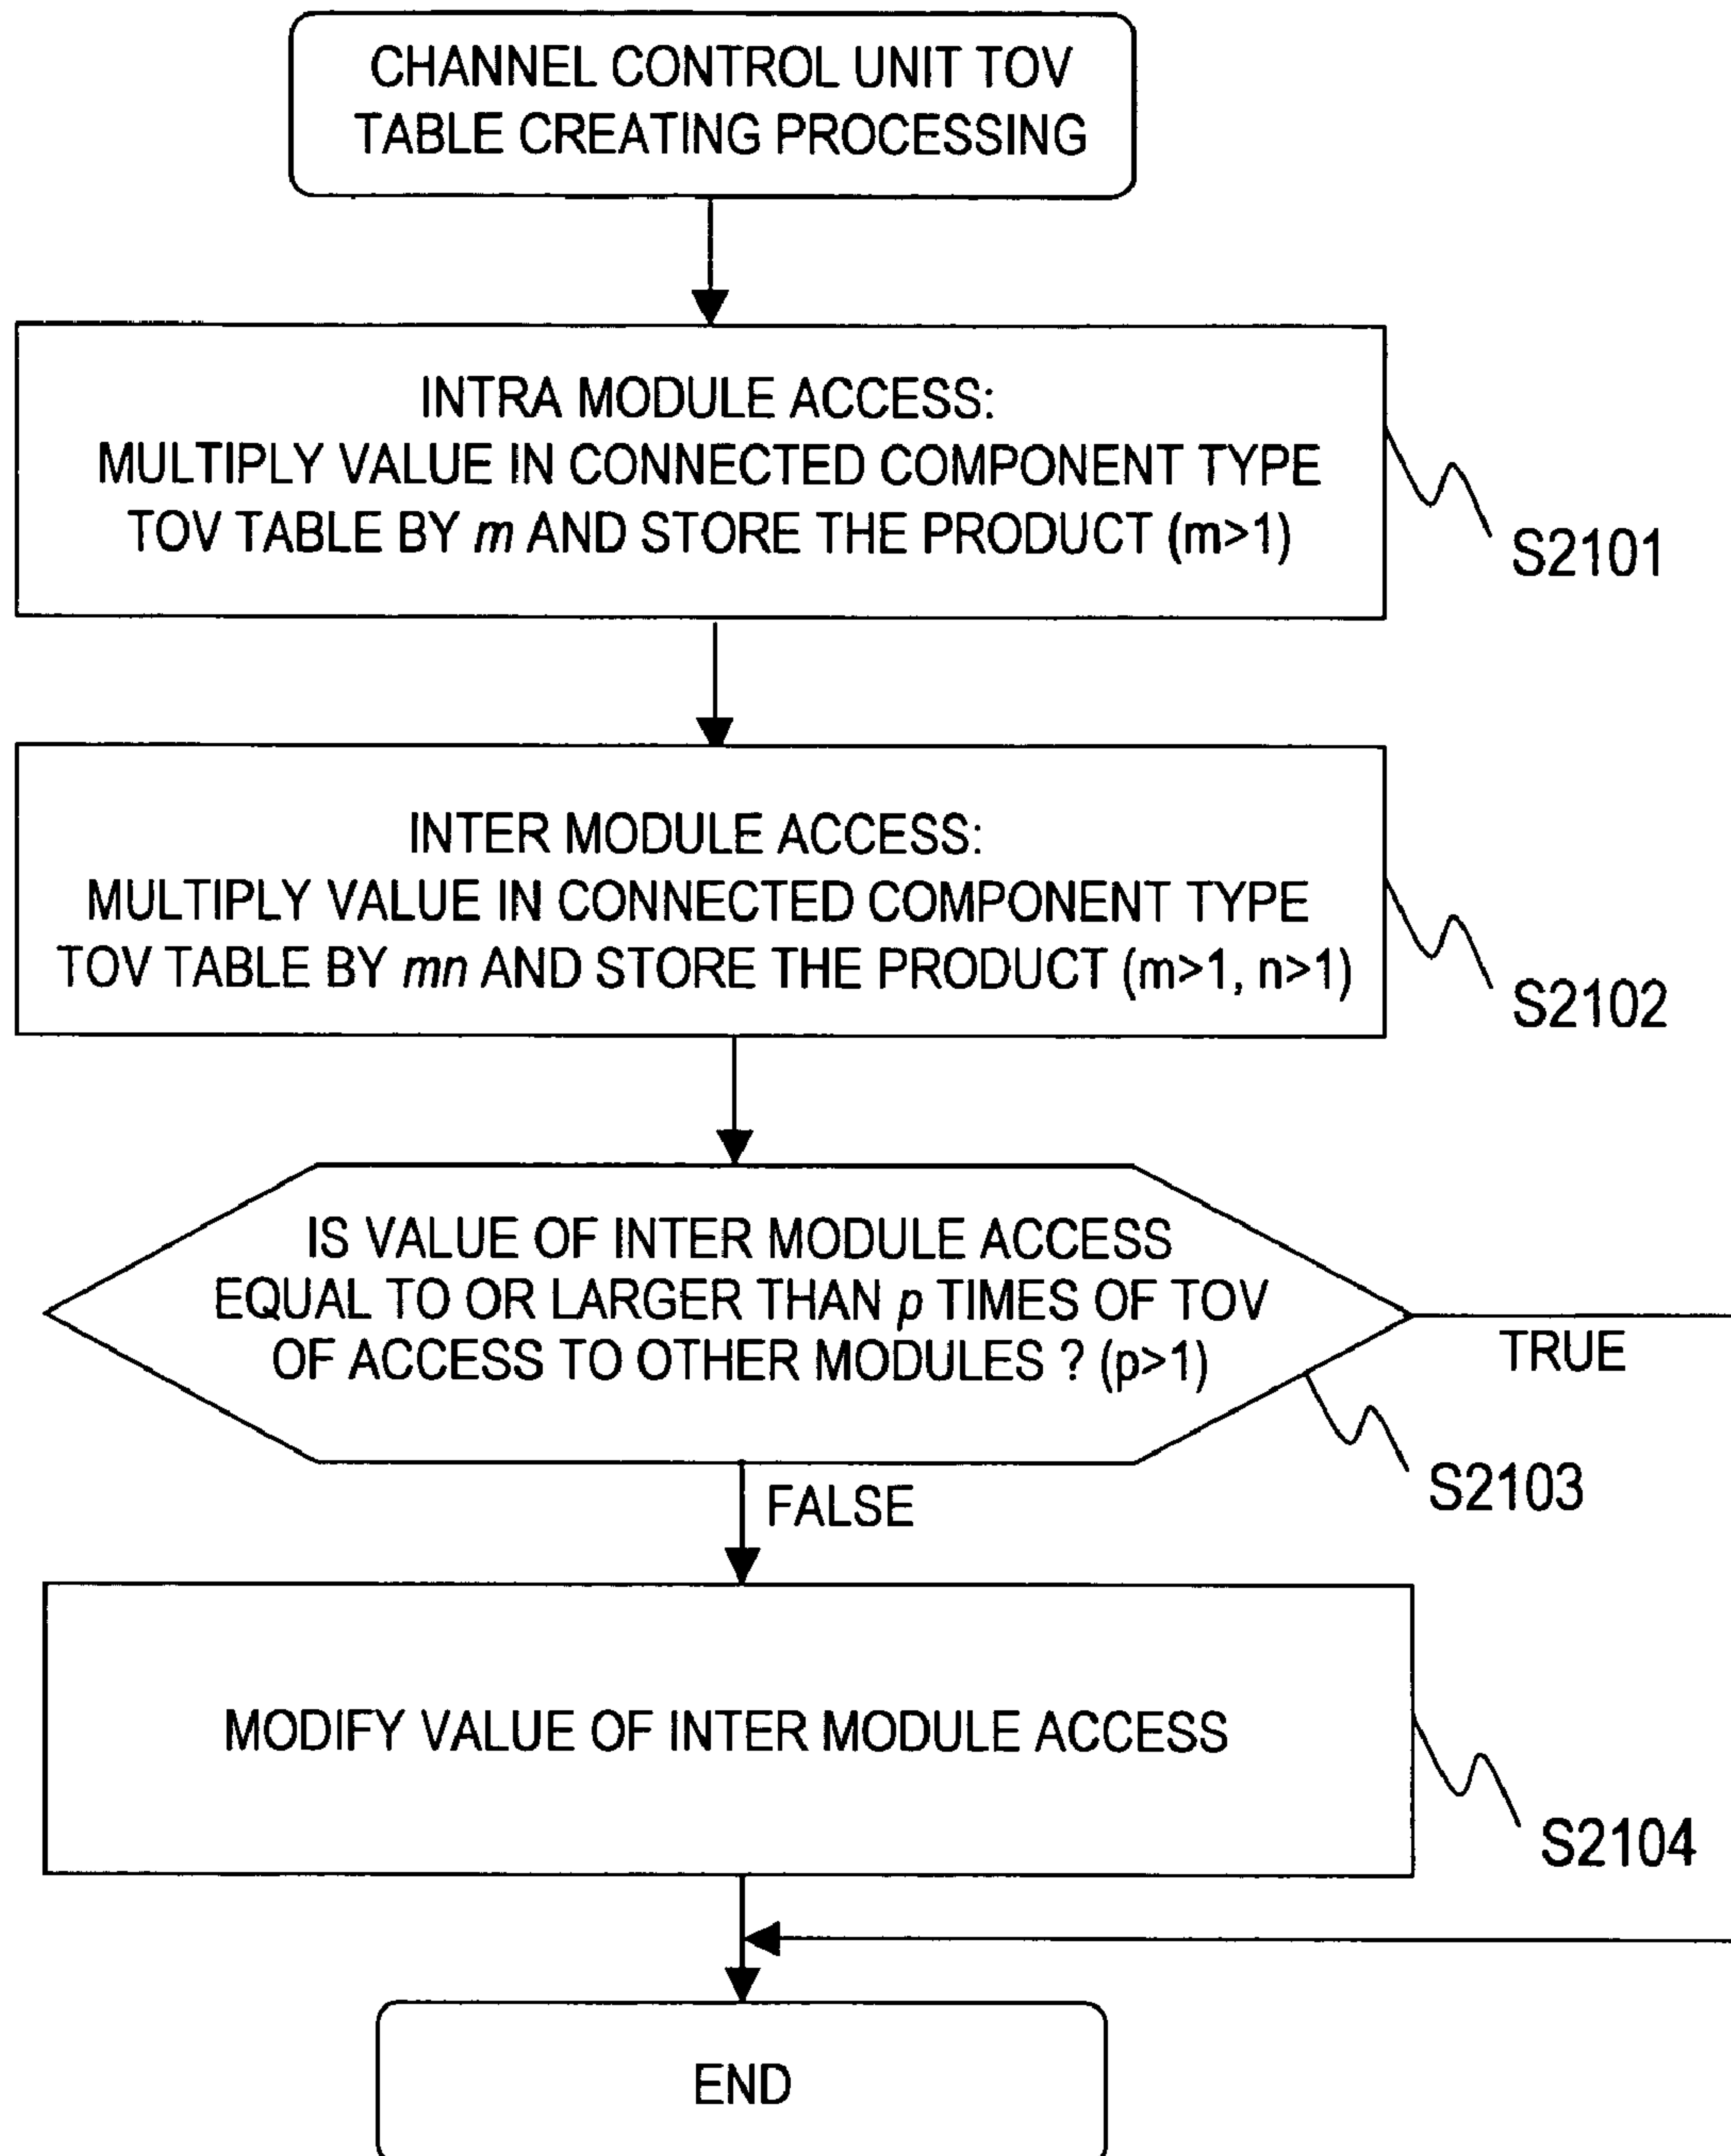 CHANNEL CONTROL UNIT TOV
TABLE CREATING PROCESSING
INTRA MODULE ACCESS:
MULTIPLY VALUE IN CONNECTED COMPONENT TYPE
TOV TABLE BY m AND STORE THE PRODUCT (m>1)
S2101
INTER MODULE ACCESS:
MULTIPLY VALUE IN CONNECTED COMPONENT TYPE
TOV TABLE BY mn AND STORE THE PRODUCT (m>1, n>1)
S2102
IS VALUE OF INTER MODULE ACCESS
EQUAL TO OR LARGER THAN p TIMES OF TOV
OF ACCESS TO OTHER MODULES ? (p>1)
TRUE
S2103
FALSE
MODIFY VALUE OF INTER MODULE ACCESS
S2104
END